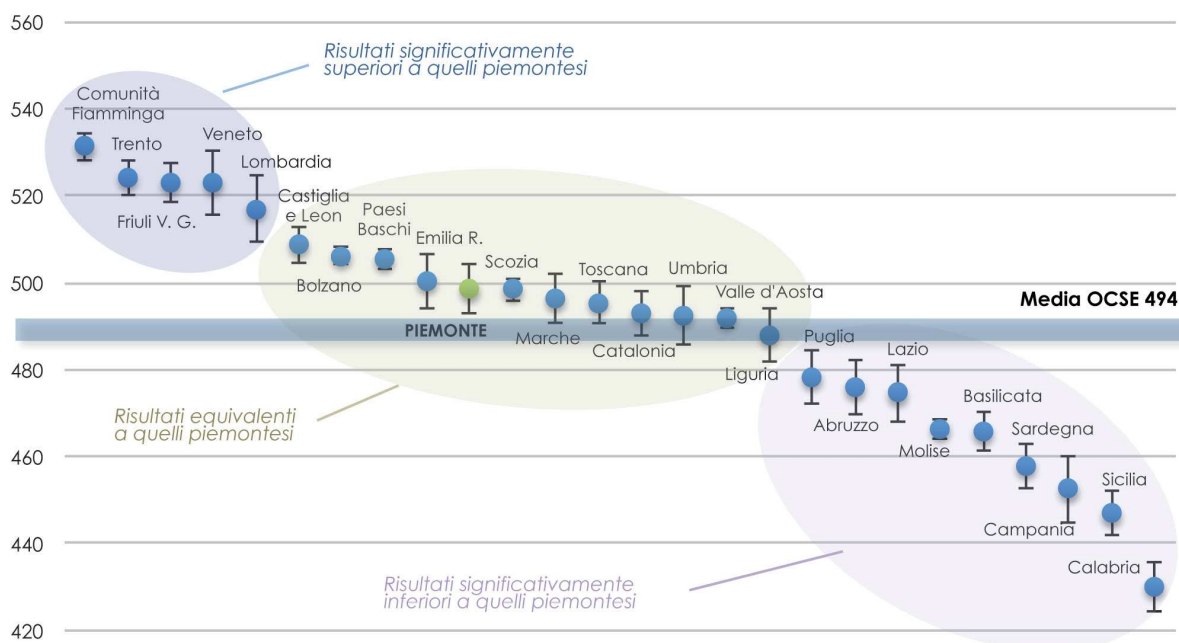 560
540
520
500
480
460
440
420
Risultati significativamente
superiori a quelli piemontesi
Comunità
Fiamminga
Trento
Friuli V. G.
Veneto
Lombardia
Castiglia
e Leon
Bolzano
Paesi
Baschi
Emilia R.
PIEMONTE
Scozia
Marche
Toscana
Catalonia
Umbria
Valle d'Aosta
Liguria
Media OCSE 494
Puglia
Abruzzo
Lazio
Molise
Basilicata
Sardegna
Campania
Sicilia
Calabria
Risultati equivalenti
a quelli piemontesi
Risultati significativamente
inferiori a quelli piemontesi